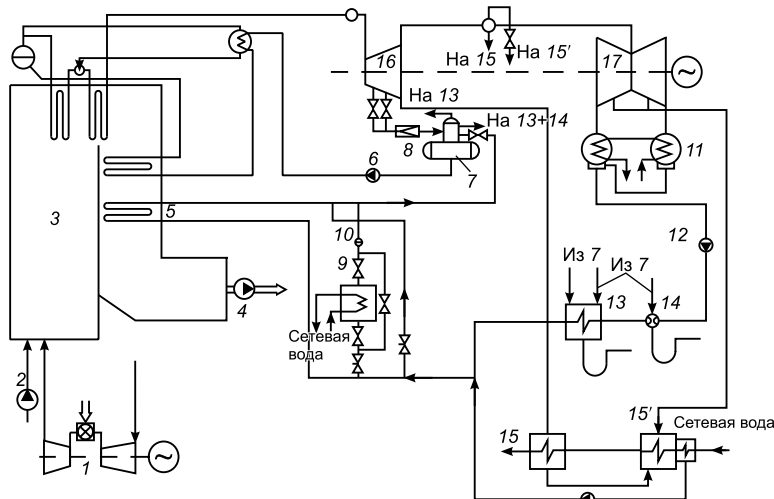 16
На 15
На 15′
17
~
На 13
На 13+14
8
7
6
11
3
5
10
12
9
Из 7
Из 7
13
14
4
Сетевая
вода
2
15′
Сетевая вода
15
1
~